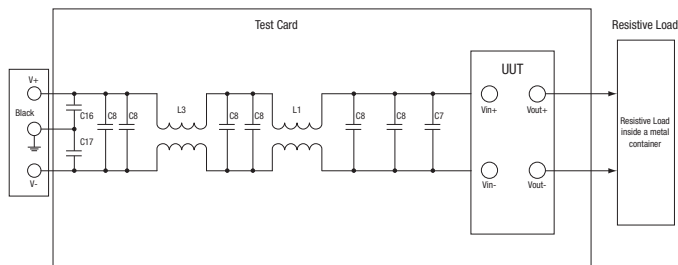 Test Card
Resistive Load
V+
Black
V-
C16
C17
C8
C8
L3
C8
C8
L1
C8
C8
C7
UUT
Vin+
Vout+
Vin-
Vout-
Resistive Load
inside a metal
container